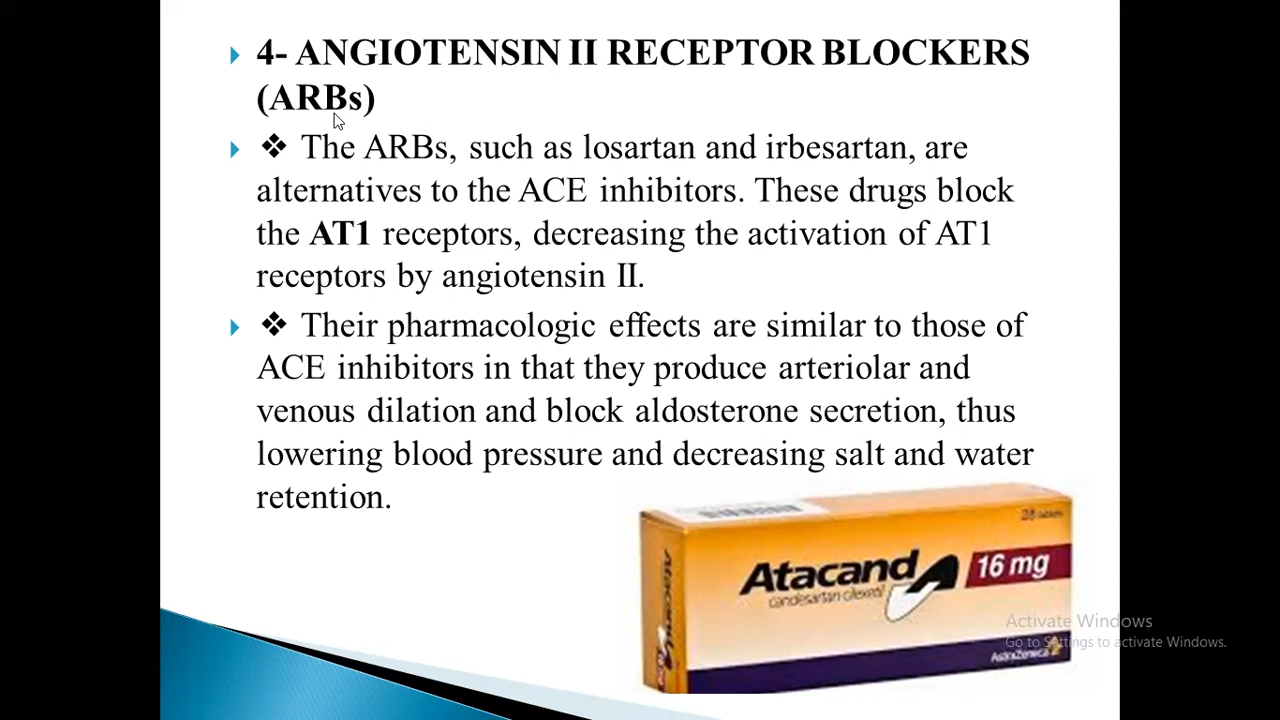 4- ANGIOTENSIN II RECEPTOR BLOCKERS
(ARBs)
❖ The ARBs, such as losartan and irbesartan, are
alternatives to the ACE inhibitors. These drugs block
the AT1 receptors, decreasing the activation of AT1
receptors by angiotensin II.
❖ Their pharmacologic effects are similar to those of
ACE inhibitors in that they produce arteriolar and
venous dilation and block aldosterone secretion, thus
lowering blood pressure and decreasing salt and water
retention.
28 tablets
Atacand
16 mg
candesartan cilexetil
Atacand
AstraZeneca
Activate Windows
Go to Settings to activate Windows.